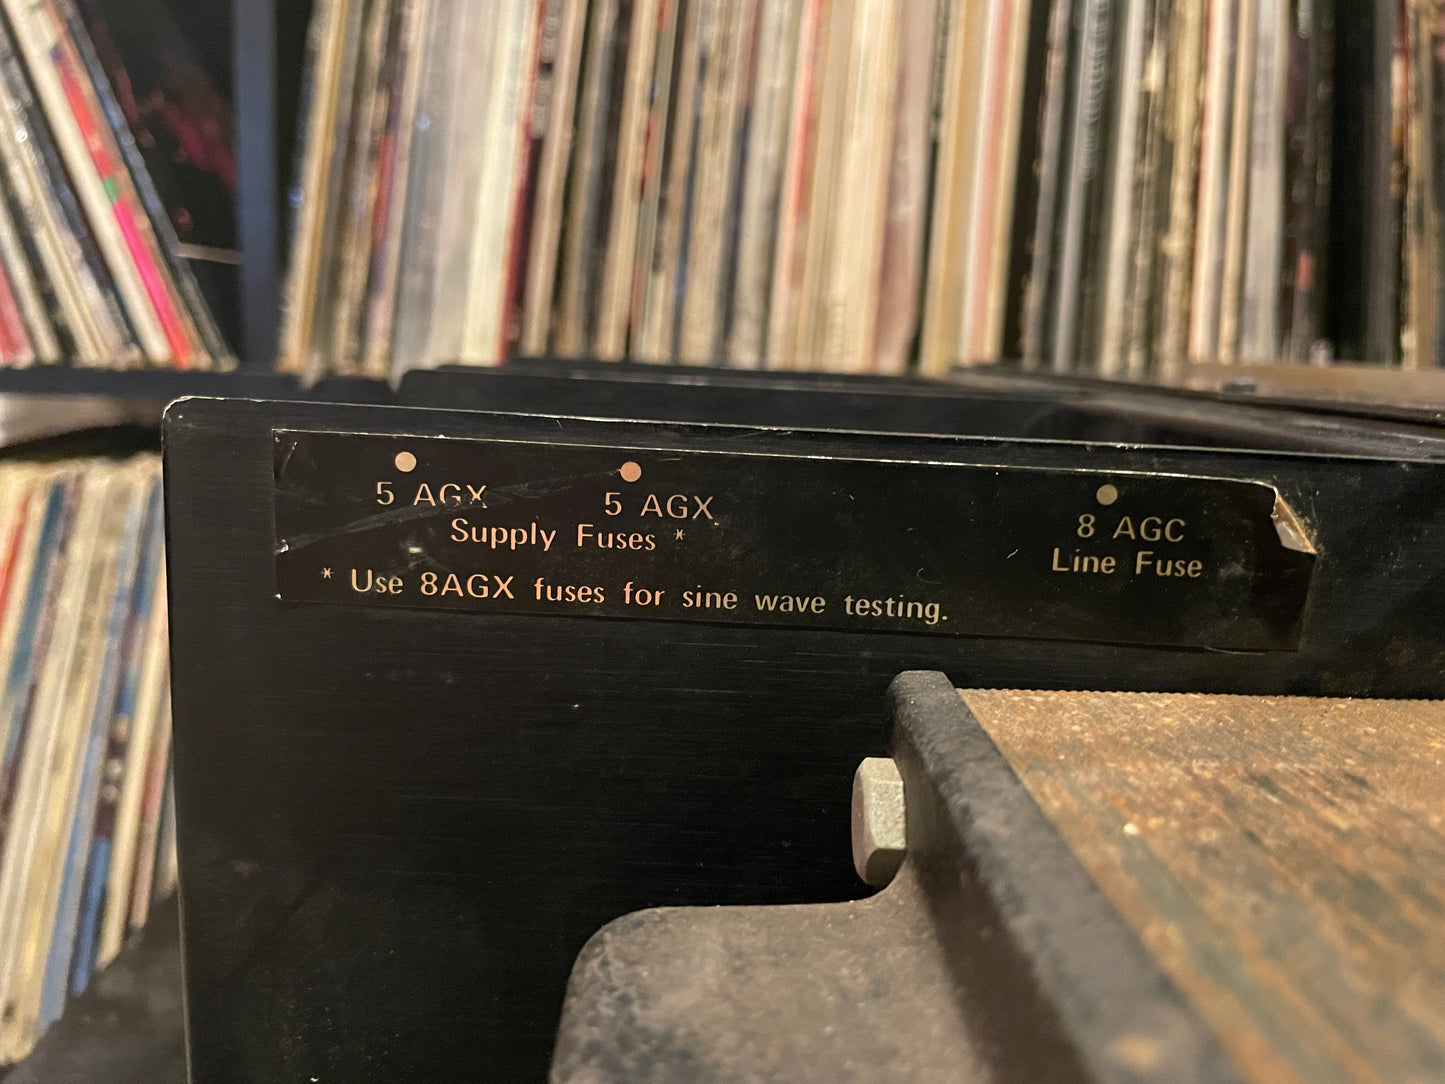 5 AGX 5 AGX
Supply Fuses *
8 AGC
Line Fuse
* Use 8AGX fuses for sine wave testing.